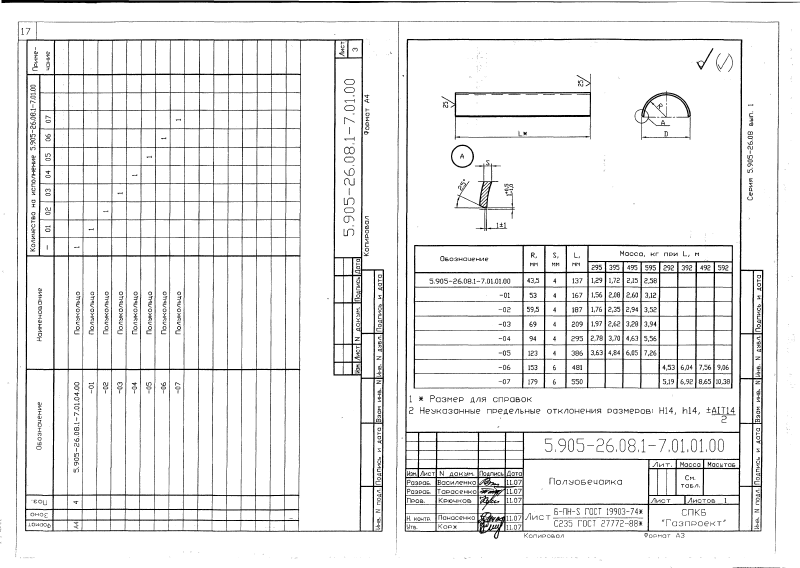 17
Формат
Зона
Поз.
Обозначение
Наименование
Количество на исполнение 5.905-26.08.1-7.01.00
– 01 02 03 04 05 06 07
Приме-
чание
А4 4 5.905-26.08.1-7.01.04.00 Полукольцо 1
-01 Полукольцо 1
-02 Полукольцо 1
-03 Полукольцо 1
-04 Полукольцо 1
-05 Полукольцо 1
-06 Полукольцо 1
-07 Полукольцо 1
5.905-26.08.1-7.01.00
Лист
3
Изм. Лист N докум. Подпись Дата
Копировал
Формат А4
Инв. N подл. Подпись и дата Взам инв. N Инв. N дубл. Подпись и дата
Серия 5.905-26.08 вып. 1
25
25
L*
R
А
D
А
S
25°
1±1
Обозначение
R, мм
S, мм
L, мм
Масса, кг при L, м
295 395 495 595 292 392 492 592
5.905-26.08.1-7.01.01.00 43,5 4 137 1,29 1,72 2,15 2,58
-01 53 4 167 1,56 2,08 2,60 3,12
-02 59,5 4 187 1,76 2,35 2,94 3,52
-03 69 4 209 1,97 2,62 3,28 3,94
-04 94 4 295 2,78 3,70 4,63 5,56
-05 123 4 386 3,63 4,84 6,05 7,26
-06 153 6 481 4,53 6,04 7,56 9,06
-07 179 6 550 5,19 6,92 8,65 10,38
1 * Размер для справок
2 Неуказанные предельные отклонения размеров: H14, h14, ±AIT14
2
5.905-26.08.1-7.01.01.00
Изм. Лист N докум. Подпись Дата
Разраб. Василенко 11.07
Разраб. Тарасенко 11.07
Пров. Крючков 11.07
Н. контр. Панасенко 11.07
Утв. Корж 11.07
Полуобечайка
Лит. Масса Масштаб
См.
табл.
Лист Листов 1
Лист Б-ПН-S ГОСТ 19903-74*
С235 ГОСТ 27772-88*
СПКБ
"Газпроект"
Инв. N подл. Подпись и дата Взам инв. N Инв. N дубл. Подпись и дата
Копировал
Формат А3